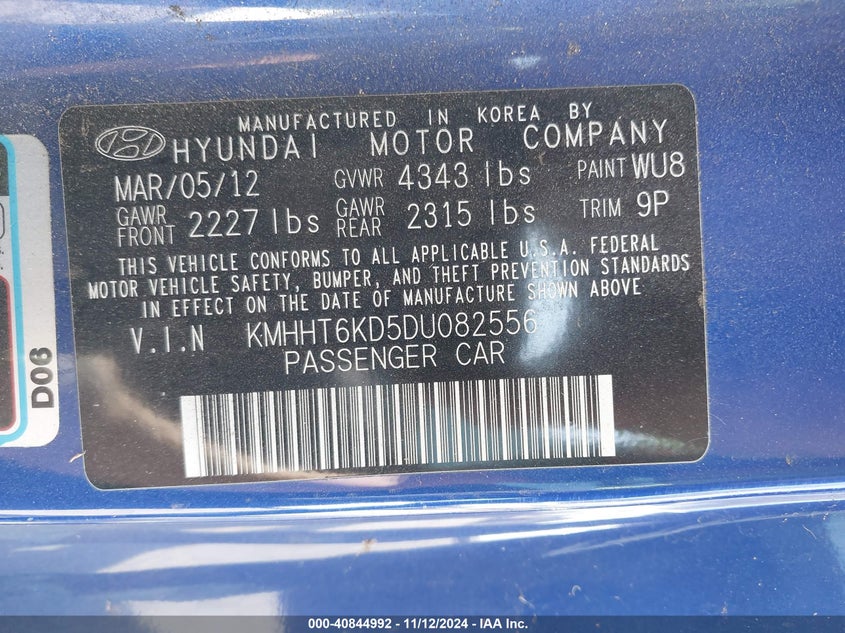 MANUFACTURED IN KOREA BY
HYUNDAI MOTOR COMPANY
MAR/05/12 GVWR 4343 lbs PAINT WU8
GAWR FRONT 2227 lbs GAWR REAR 2315 lbs TRIM 9P
THIS VEHICLE CONFORMS TO ALL APPLICABLE U.S.A. FEDERAL
MOTOR VEHICLE SAFETY, BUMPER, AND THEFT PREVENTION STANDARDS
IN EFFECT ON THE DATE OF MANUFACTURE SHOWN ABOVE
V.I.N KMHHT6KD5DU082556
PASSENGER CAR
D06
000-40844992 - 11/12/2024 - IAA Inc.